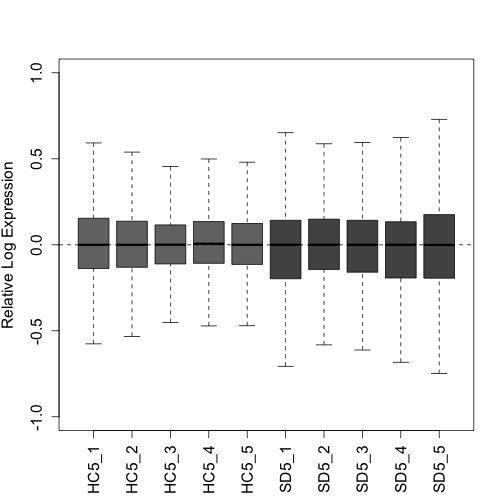 Relative Log Expression
1.0
0.5
0.0
-0.5
-1.0
HC5_1
HC5_2
HC5_3
HC5_4
HC5_5
SD5_1
SD5_2
SD5_3
SD5_4
SD5_5